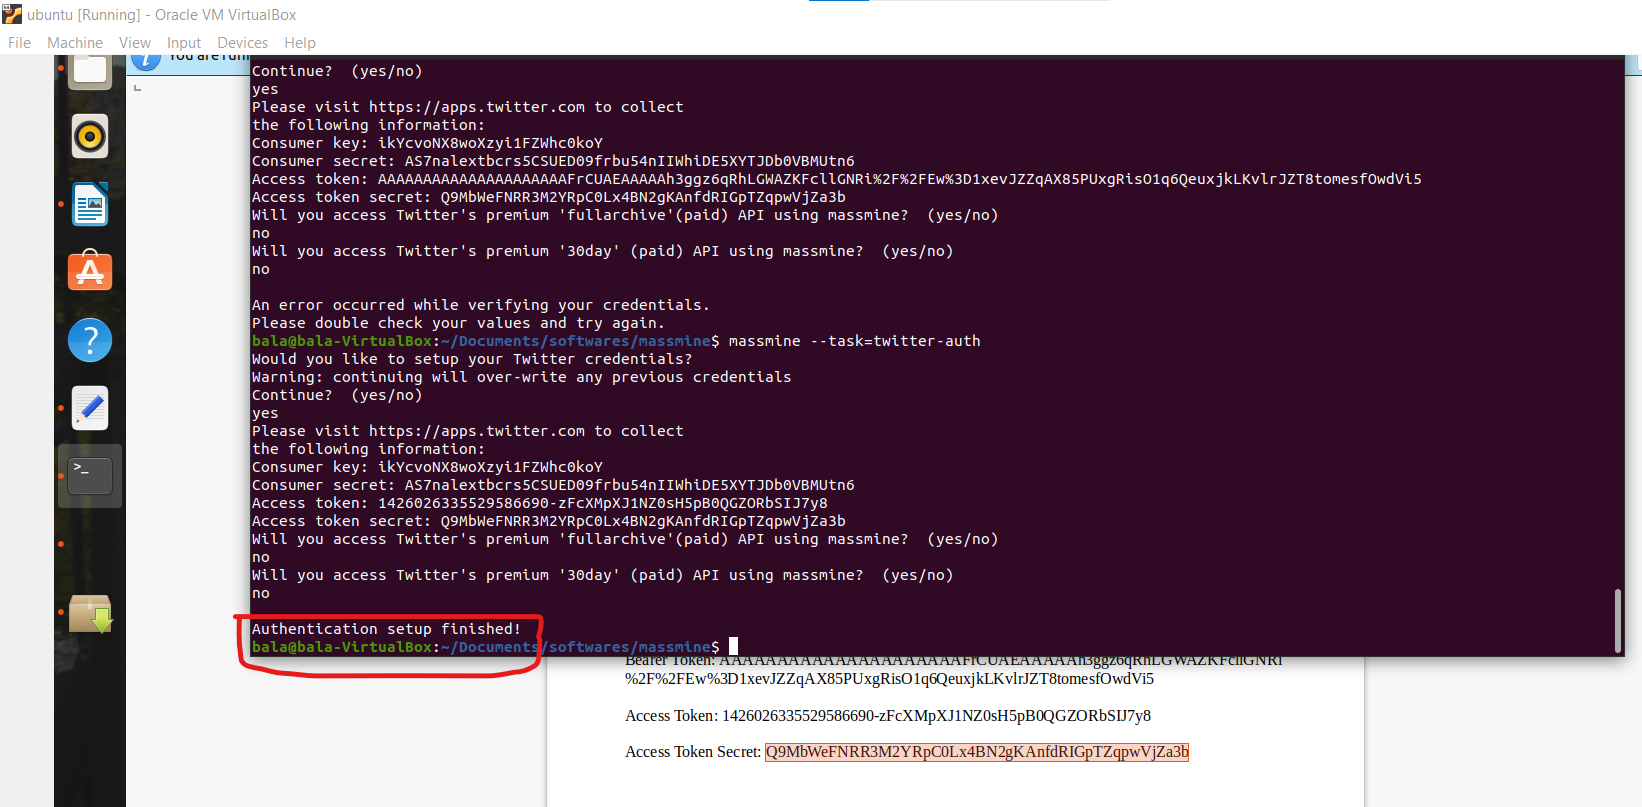 ubuntu [Running] - Oracle VM VirtualBox
File Machine View Input Devices Help
You are
Continue?  (yes/no)
yes
Please visit https://apps.twitter.com to collect
the following information:
Consumer key: ikYcvoNX8woXzyi1FZWhc0koY
Consumer secret: AS7nalextbcrs5CSUED09frbu54nIIWhiDE5XYTJDb0VBMUtn6
Access token: AAAAAAAAAAAAAAAAAAAAAFrCUAEAAAAAh3ggz6qRhLGWAZKFcllGNRi%2F%2FEw%3D1xevJZZqAX85PUxgRisO1q6QeuxjkLKvlrJZT8tomesfOwdVi5
Access token secret: Q9MbWeFNRR3M2YRpC0Lx4BN2gKAnfdRIGpTZqpwVjZa3b
Will you access Twitter's premium 'fullarchive'(paid) API using massmine?  (yes/no)
no
Will you access Twitter's premium '30day' (paid) API using massmine?  (yes/no)
no
An error occurred while verifying your credentials.
Please double check your values and try again.
bala@bala-VirtualBox:~/Documents/softwares/massmine$ massmine --task=twitter-auth
Would you like to setup your Twitter credentials?
Warning: continuing will over-write any previous credentials
Continue?  (yes/no)
yes
Please visit https://apps.twitter.com to collect
the following information:
Consumer key: ikYcvoNX8woXzyi1FZWhc0koY
Consumer secret: AS7nalextbcrs5CSUED09frbu54nIIWhiDE5XYTJDb0VBMUtn6
Access token: 1426026335529586690-zFcXMpXJ1NZ0sH5pB0QGZORbSIJ7y8
Access token secret: Q9MbWeFNRR3M2YRpC0Lx4BN2gKAnfdRIGpTZqpwVjZa3b
Will you access Twitter's premium 'fullarchive'(paid) API using massmine?  (yes/no)
no
Will you access Twitter's premium '30day' (paid) API using massmine?  (yes/no)
no
Authentication setup finished!
bala@bala-VirtualBox:~/Documents/softwares/massmine$
Bearer Token: AAAAAAAAAAAAAAAAAAAAAFrCUAEAAAAAh3ggz6qRhLGWAZKFcllGNRi
%2F%2FEw%3D1xevJZZqAX85PUxgRisO1q6QeuxjkLKvlrJZT8tomesfOwdVi5
Access Token: 1426026335529586690-zFcXMpXJ1NZ0sH5pB0QGZORbSIJ7y8
Access Token Secret: Q9MbWeFNRR3M2YRpC0Lx4BN2gKAnfdRIGpTZqpwVjZa3b